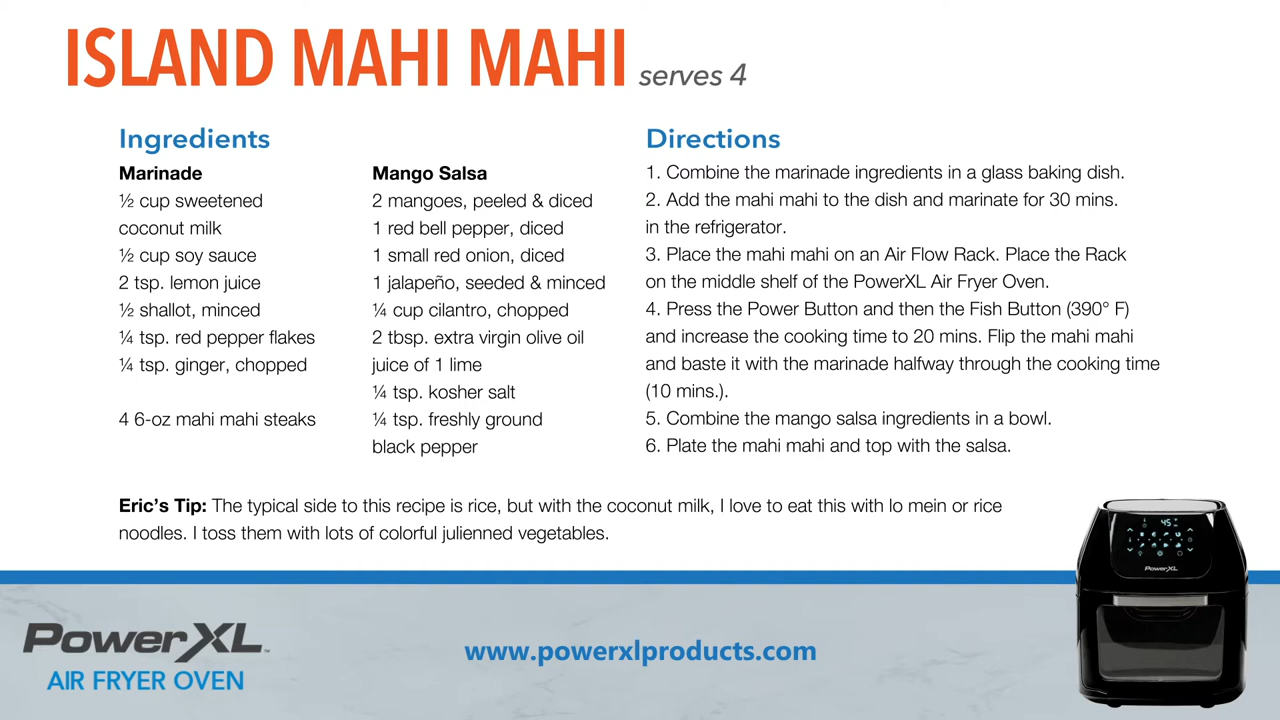 ISLAND MAHI MAHI serves 4
Ingredients
Marinade
½ cup sweetened
coconut milk
½ cup soy sauce
2 tsp. lemon juice
½ shallot, minced
¼ tsp. red pepper flakes
¼ tsp. ginger, chopped
4 6-oz mahi mahi steaks
Mango Salsa
2 mangoes, peeled & diced
1 red bell pepper, diced
1 small red onion, diced
1 jalapeño, seeded & minced
¼ cup cilantro, chopped
2 tbsp. extra virgin olive oil
juice of 1 lime
¼ tsp. kosher salt
¼ tsp. freshly ground
black pepper
Directions
1. Combine the marinade ingredients in a glass baking dish.
2. Add the mahi mahi to the dish and marinate for 30 mins.
in the refrigerator.
3. Place the mahi mahi on an Air Flow Rack. Place the Rack
on the middle shelf of the PowerXL Air Fryer Oven.
4. Press the Power Button and then the Fish Button (390° F)
and increase the cooking time to 20 mins. Flip the mahi mahi
and baste it with the marinade halfway through the cooking time
(10 mins.).
5. Combine the mango salsa ingredients in a bowl.
6. Plate the mahi mahi and top with the salsa.
Eric's Tip: The typical side to this recipe is rice, but with the coconut milk, I love to eat this with lo mein or rice
noodles. I toss them with lots of colorful julienned vegetables.
PowerXL™
AIR FRYER OVEN
www.powerxlproducts.com
45
PowerXL